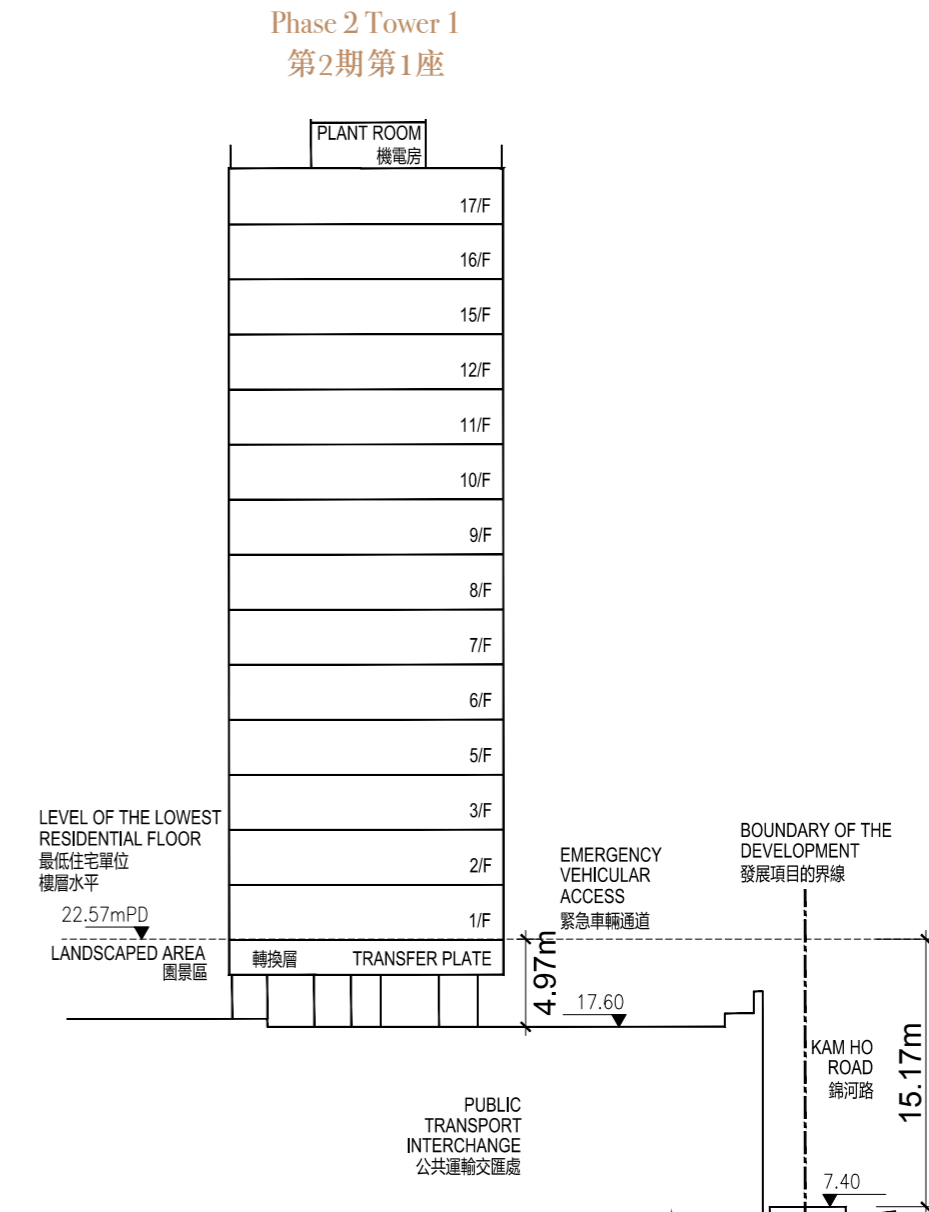 Phase 2 Tower 1
第2期第1座
PLANT ROOM
機電房
17/F
16/F
15/F
12/F
11/F
10/F
9/F
8/F
7/F
6/F
5/F
3/F
2/F
1/F
LEVEL OF THE LOWEST
RESIDENTIAL FLOOR
最低住宅單位
樓層水平
22.57mPD
LANDSCAPED AREA
園景區
轉換層
TRANSFER PLATE
EMERGENCY
VEHICULAR
ACCESS
緊急車輛通道
4.97m
17.60
BOUNDARY OF THE
DEVELOPMENT
發展項目的界線
KAM HO
ROAD
錦河路
15.17m
7.40
PUBLIC
TRANSPORT
INTERCHANGE
公共運輸交匯處